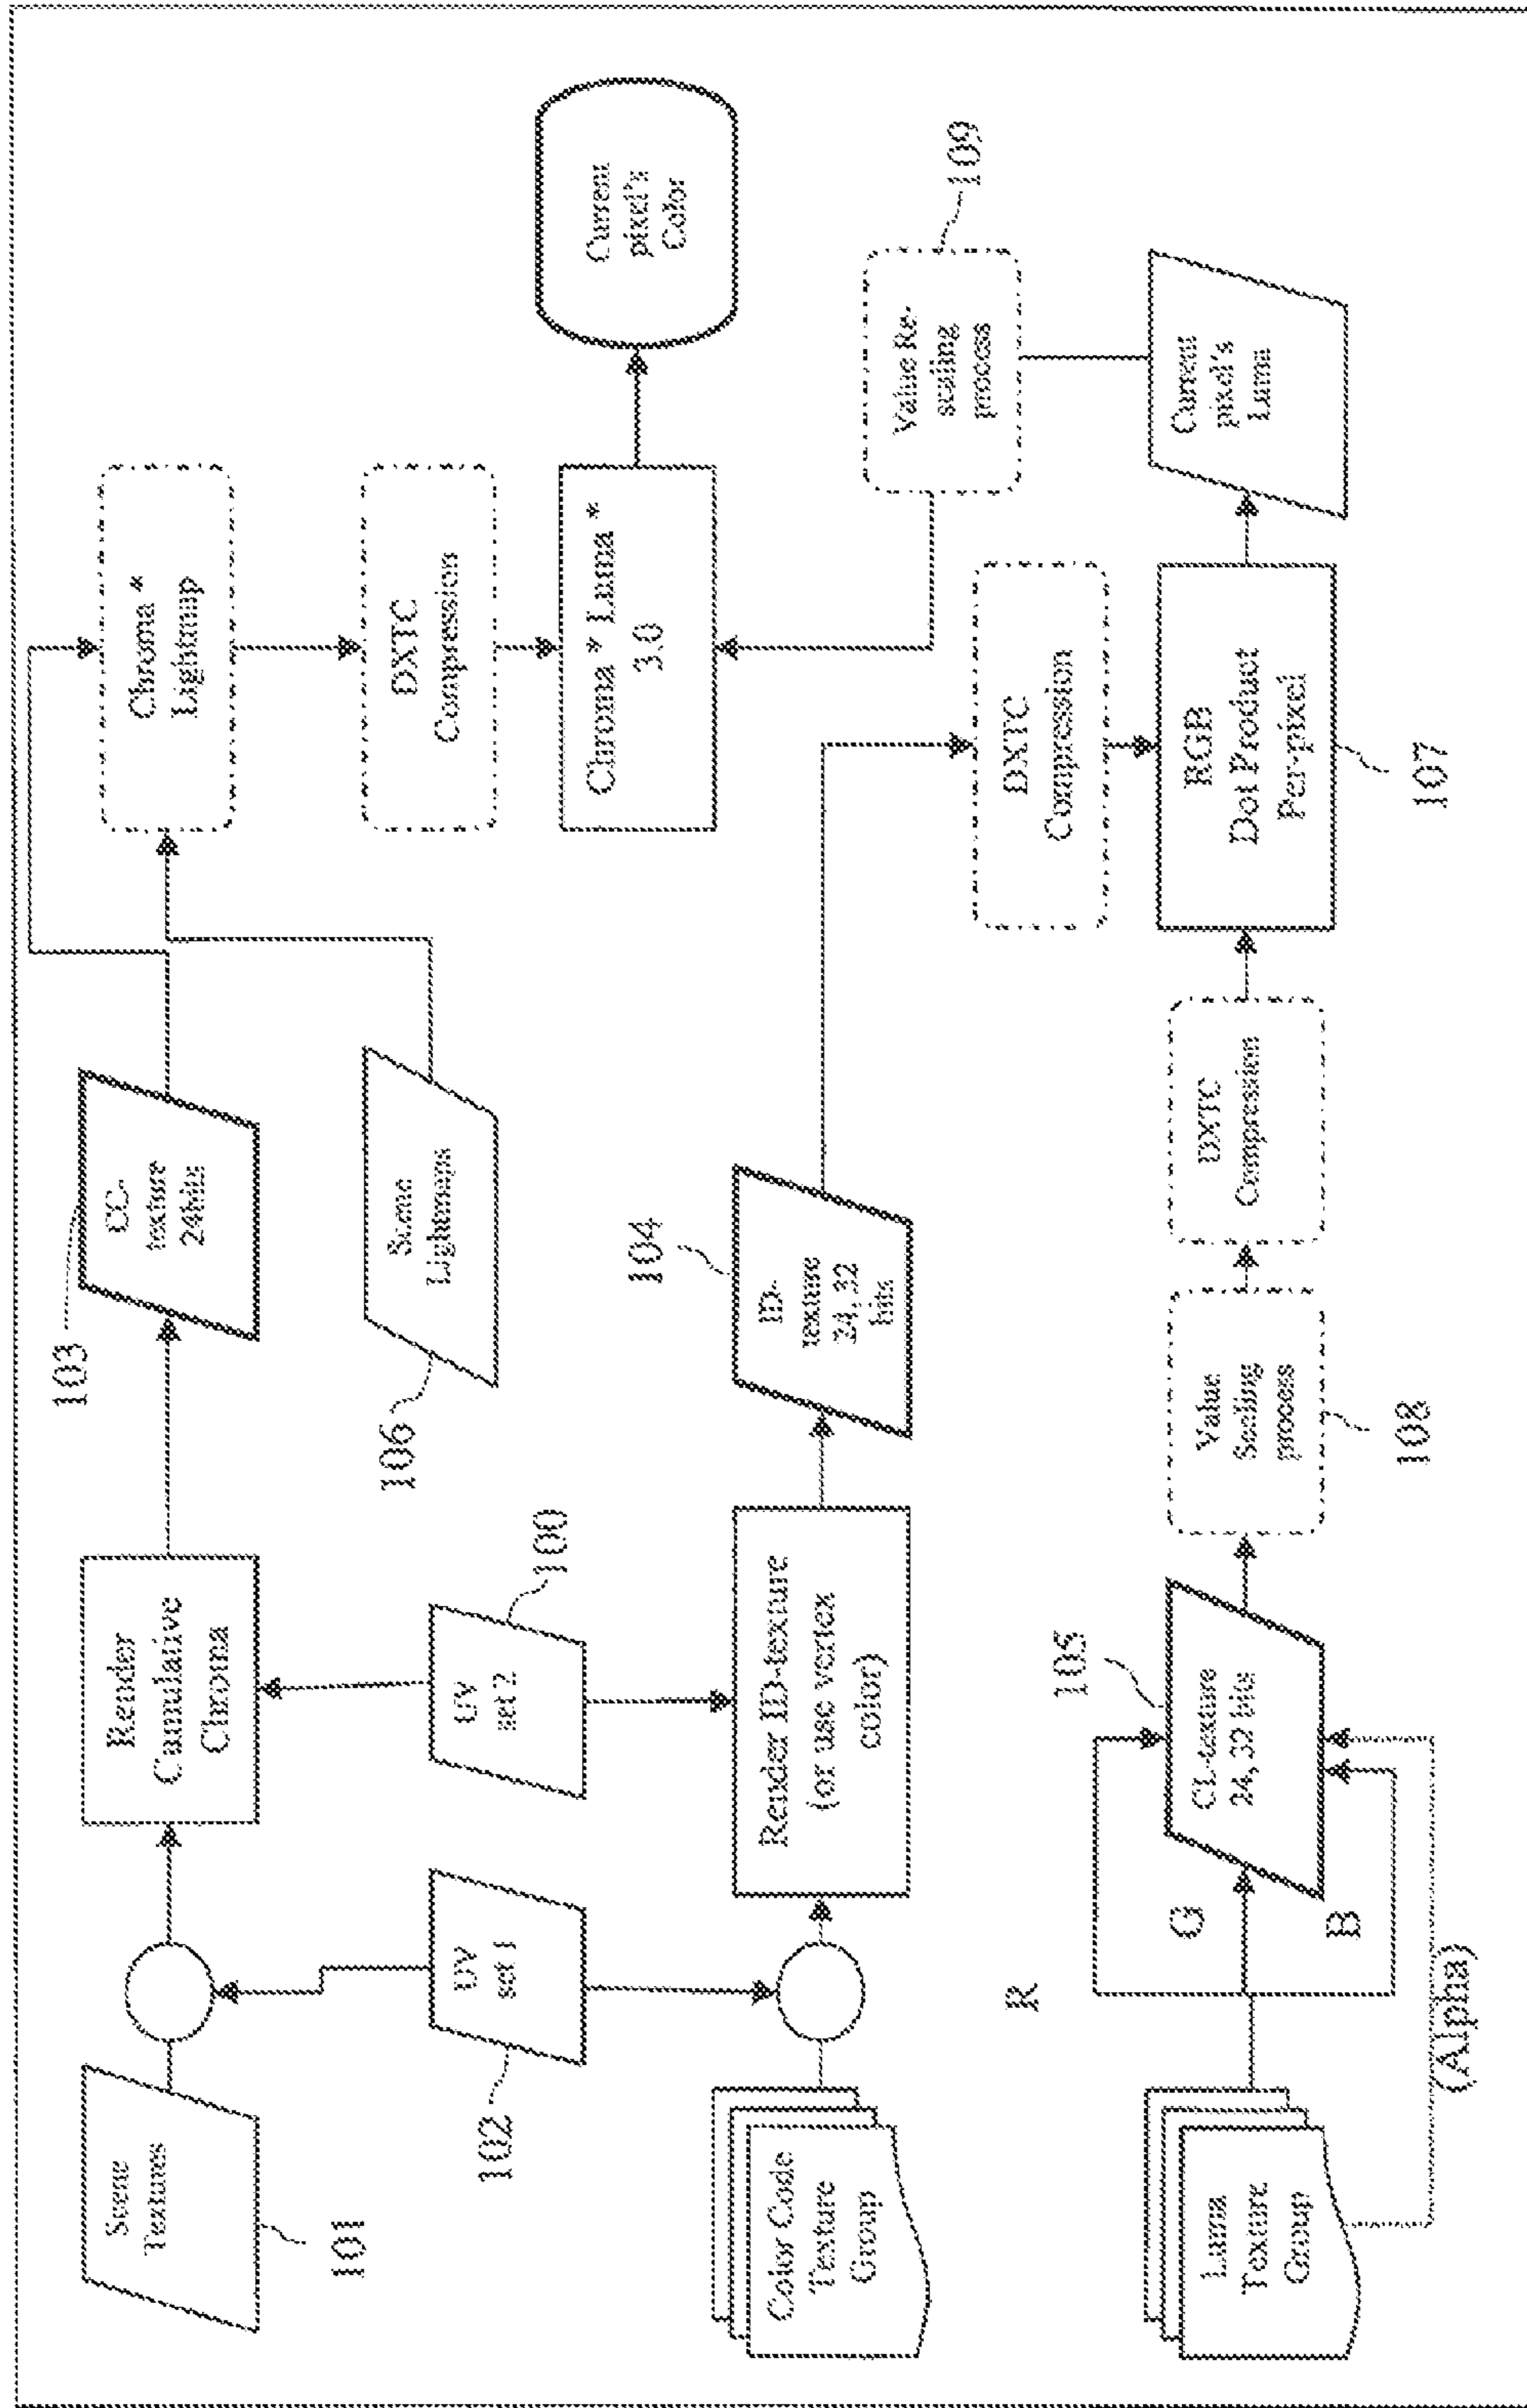 Scene
Textures
101
Render
Camulative
Chroma
103
CC-
texture
24bits
Chroma *
Lightmap
UV
set 1
102
UV
set 2
100
Scene
Lightmaps
106
DXTC
Compression
Chroma * Luma *
3.0
Current
pixel's
Color
Color Code
Texture
Group
Render ID-texture
(or use vertex
color)
104
ID-
texture
24, 32
bits
DXTC
Compression
Value Re-
scaling
process
109
Luma
Texture
Group
R
G
B
(Alpha)
105
CL-texture
24, 32 bits
Value
Scaling
process
108
DXTC
Compression
RGB
Dot Product
Per-pixel
107
Current
pixel's
Luma